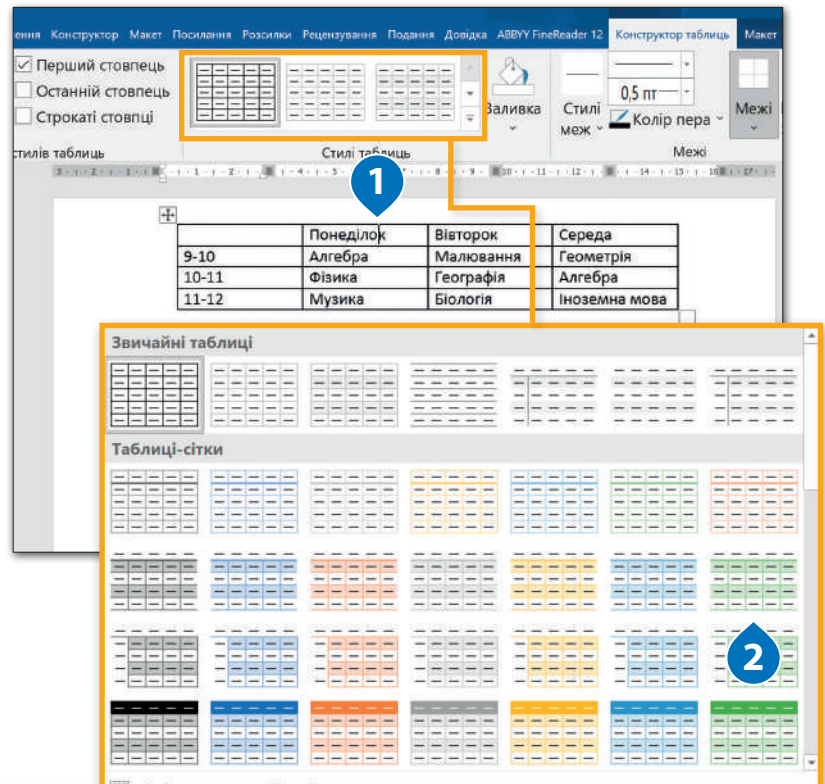 ення Конструктор Макет Посилання Розсилки Рецензування Подання Довідка ABBYY FineReader 12 Конструктор таблиць Макет
Перший стовпець
Останній стовпець
Строкаті стовпці
Заливка
Стилі меж
0,5 пт
Колір пера
Межі
стилів таблиць Стилі таблиць Межі
1
Понеділок Вівторок Середа
9-10 Алгебра Малювання Геометрія
10-11 Фізика Географія Алгебра
11-12 Музика Біологія Іноземна мова
Звичайні таблиці
Таблиці-сітки
2